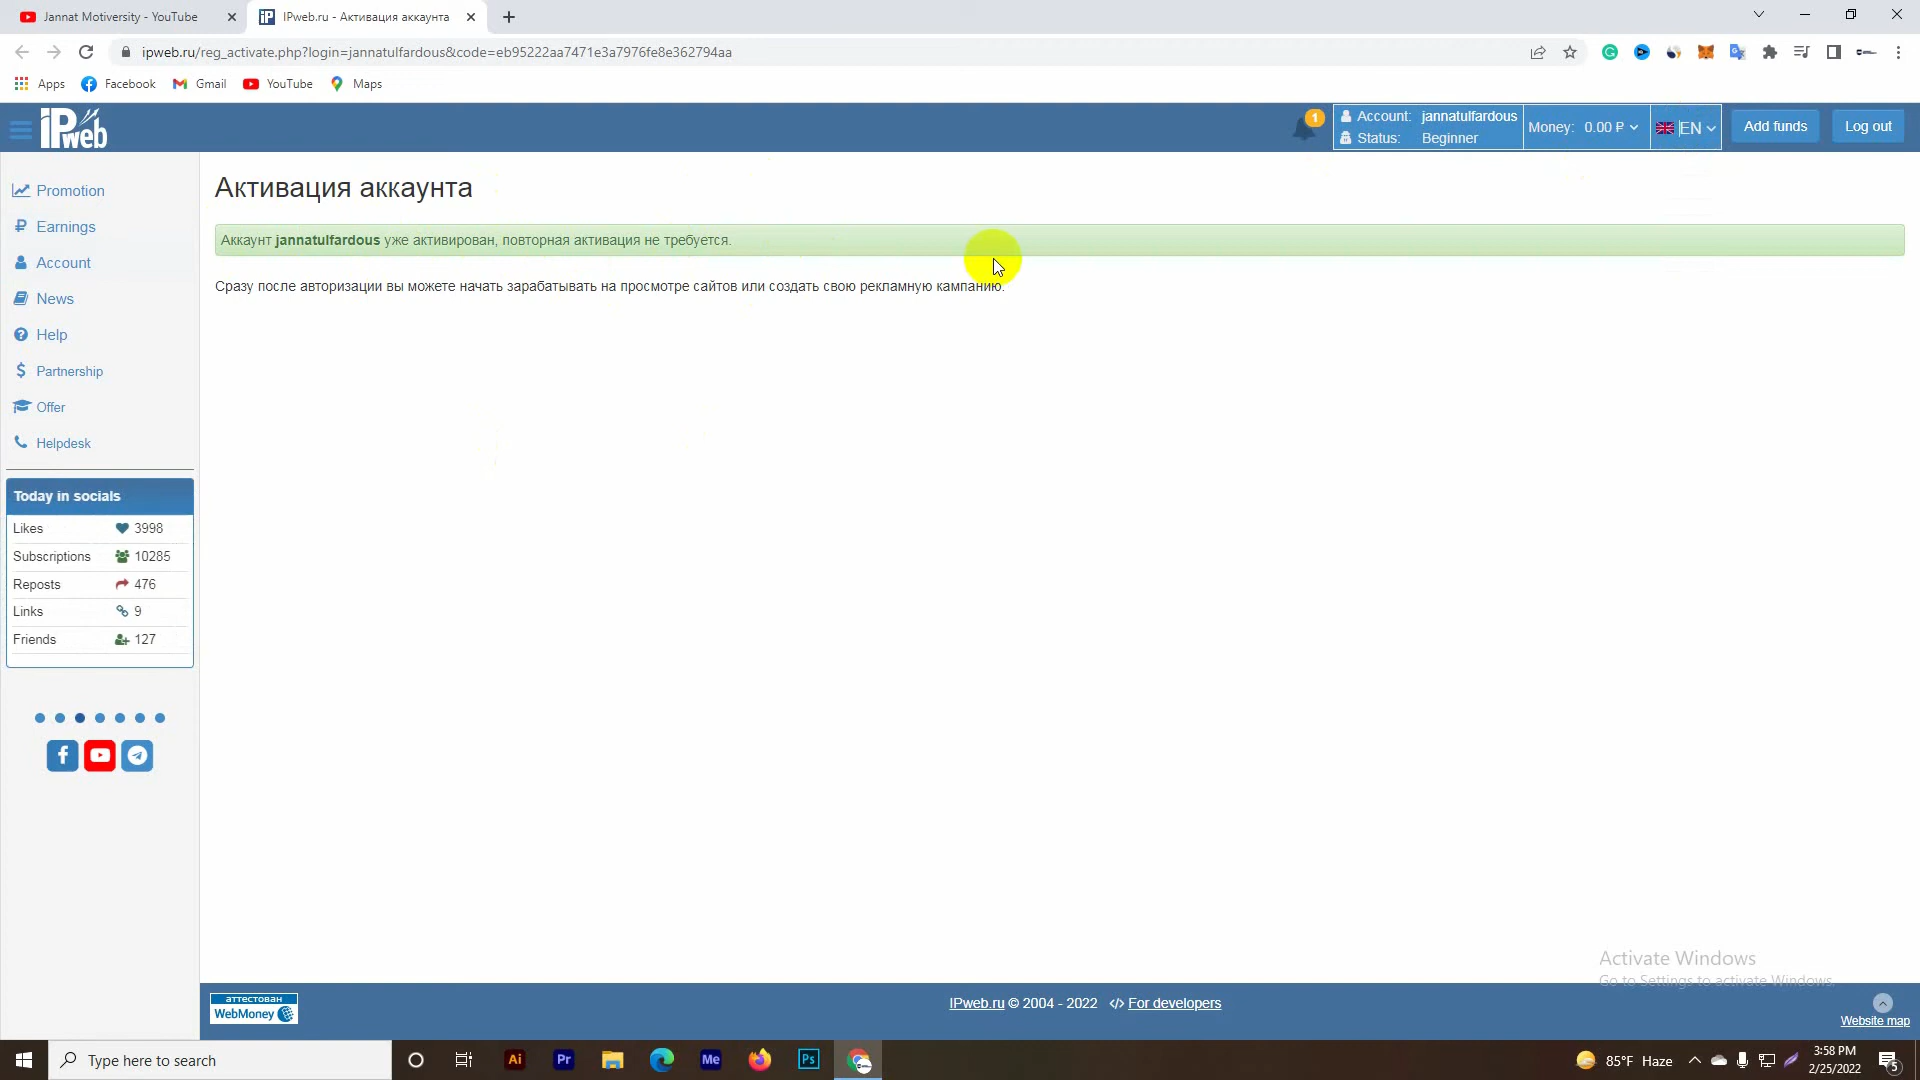 Jannat Motiversity - YouTube
IPweb.ru - Активация аккаунта
ipweb.ru/reg_activate.php?login=jannatulfardous&code=eb95222aa7471e3a7976fe8e362794aa
Apps Facebook Gmail YouTube Maps
IPweb
1
Account: jannatulfardous
Status: Beginner
Money: 0.00 ₽
EN
Add funds
Log out
Promotion
Earnings
Account
News
Help
Partnership
Offer
Helpdesk
Today in socials
Likes 3998
Subscriptions 10285
Reposts 476
Links 9
Friends 127
Активация аккаунта
Аккаунт jannatulfardous уже активирован, повторная активация не требуется.
Сразу после авторизации вы можете начать зарабатывать на просмотре сайтов или создать свою рекламную кампанию.
Activate Windows
Go to Settings to activate Windows.
аттестован
WebMoney
IPweb.ru © 2004 - 2022 </> For developers
Website map
Type here to search
Ai
Pr
Me
Ps
85°F Haze
3:58 PM
2/25/2022
5